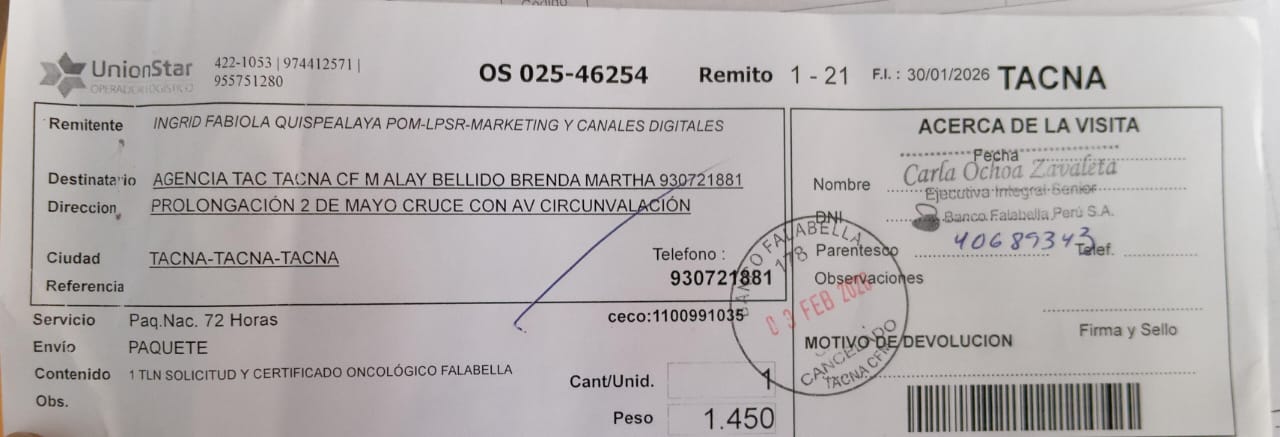 Código
UnionStar
OPERADOR LOGÍSTICO
422-1053 | 974412571 |
955751280
OS 025-46254
Remito 1 - 21
F.I. : 30/01/2026
TACNA
Remitente INGRID FABIOLA QUISPEALAYA POM-LPSR-MARKETING Y CANALES DIGITALES
Destinatario AGENCIA TAC TACNA CF M ALAY BELLIDO BRENDA MARTHA 930721881
Direccion PROLONGACIÓN 2 DE MAYO CRUCE CON AV CIRCUNVALACIÓN
Ciudad TACNA-TACNA-TACNA
Telefono :
930721881
Referencia
Servicio Paq.Nac. 72 Horas
ceco:1100991035
Envío PAQUETE
Contenido 1 TLN SOLICITUD Y CERTIFICADO ONCOLÓGICO FALABELLA
Obs.
Cant/Unid. 1
Peso 1.450
ACERCA DE LA VISITA
Fecha
Carla Ochoa Zavaleta
Nombre
Ejecutiva Integral Senior
DNI
Banco Falabella Perú S.A.
40689343
Parentesco
Telef.
Observaciones
Firma y Sello
MOTIVO DE DEVOLUCION
BANCO FALABELLA
178
03 FEB 2026
CANCELADO
TACNA CFM